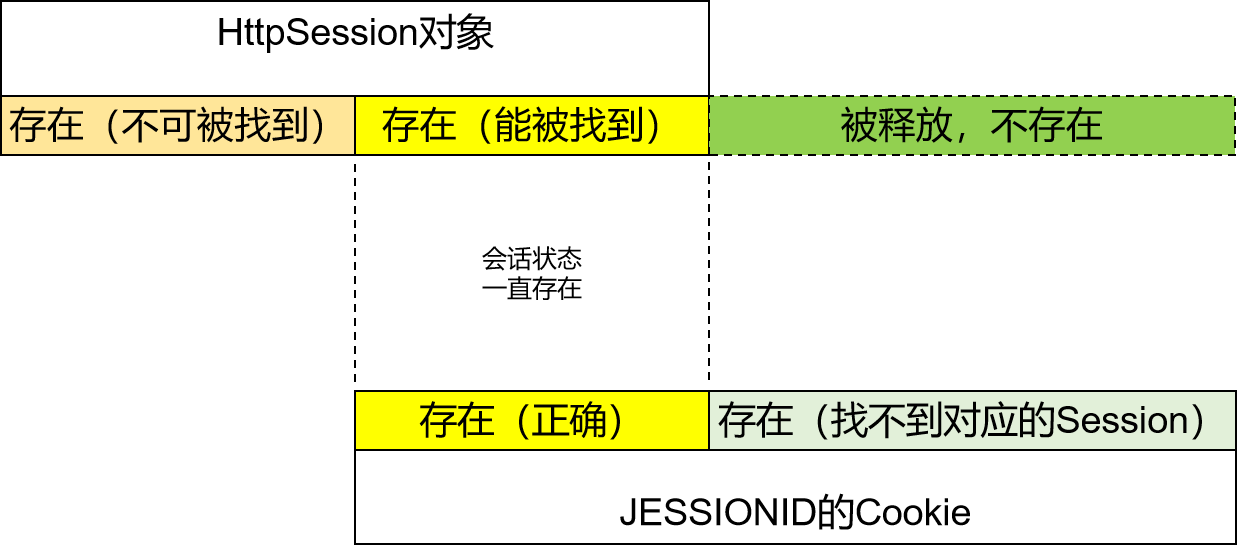 HttpSession对象
存在（不可被找到）
存在（能被找到）
被释放，不存在
会话状态
一直存在
存在（正确）
存在（找不到对应的Session）
JESSIONID的Cookie